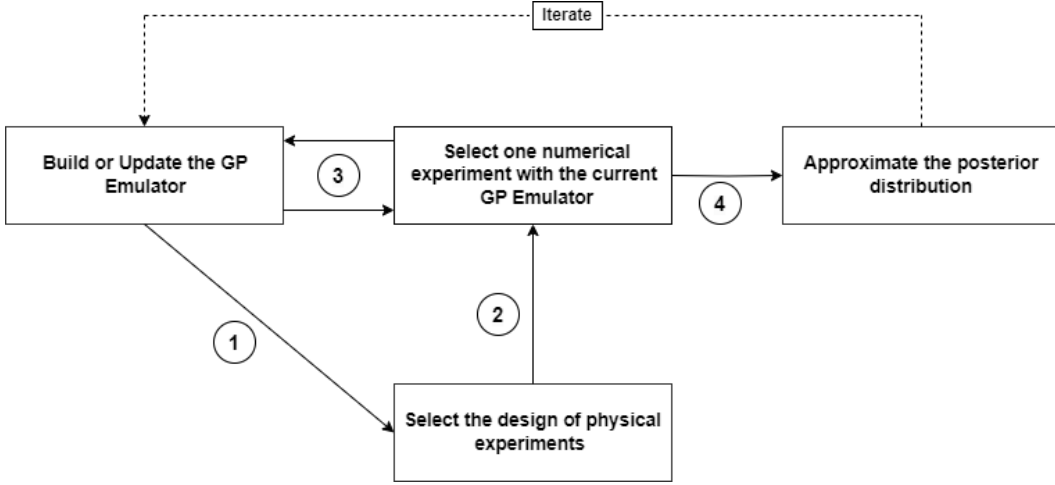 Iterate
Build or Update the GP
Emulator
3
Select one numerical
experiment with the current
GP Emulator
4
Approximate the posterior
distribution
1
2
Select the design of physical
experiments